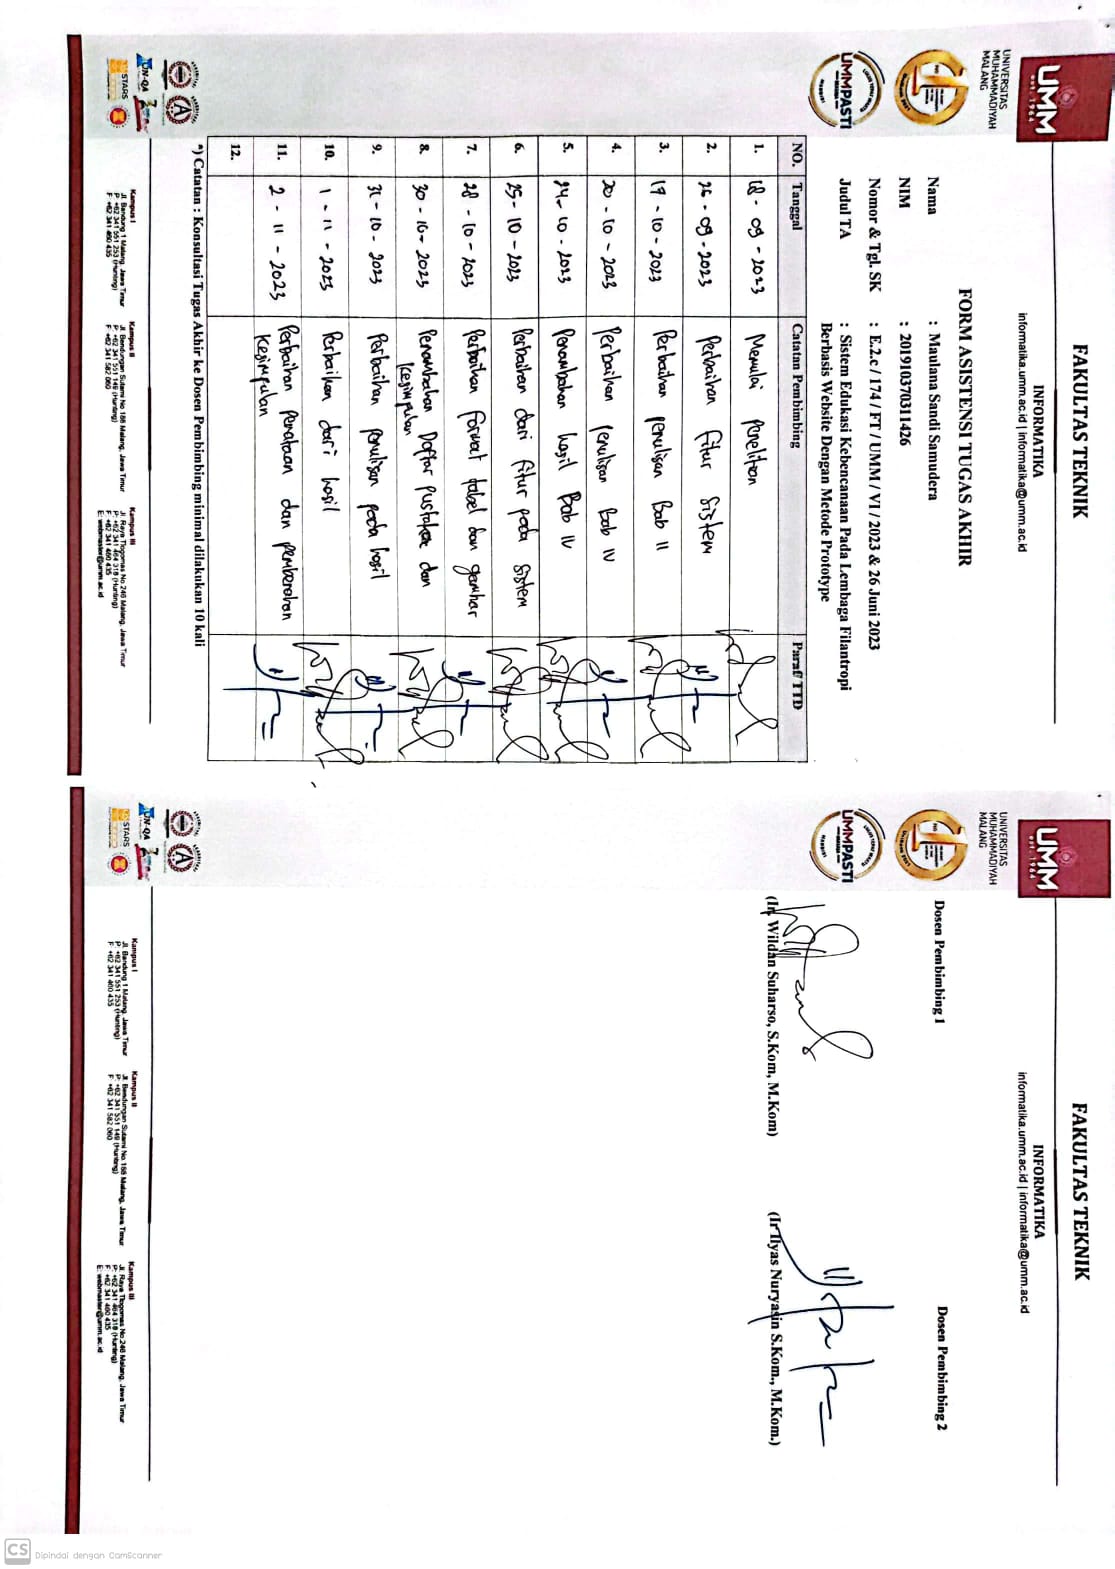 UMM
est. 1964
UNIVERSITAS
MUHAMMADIYAH
MALANG
FAKULTAS TEKNIK
INFORMATIKA
informatika.umm.ac.id | informatika@umm.ac.id
FORM ASISTENSI TUGAS AKHIR
Nama : Maulana Sandi Samudera
NIM : 201910370311426
Nomor & Tgl. SK : E.2.c / 174 / FT / UMM / VI / 2023 & 26 Juni 2023
Judul TA : Sistem Edukasi Kebencanaan Pada Lembaga Filantropi
Berbasis Website Dengan Metode Prototype
UMMPASTI
NO. Tanggal Catatan Pembimbing Paraf/ TTD
1. 18 - 09 - 2023 Memulai penelitian
2. 26 - 09 - 2023 Perbaikan fitur sistem
3. 17 - 10 - 2023 Perbaikan penulisan Bab II
4. 20 - 10 - 2023 Perbaikan penulisan Bab IV
5. 24 - 10 - 2023 Penambahan hasil Bab IV
6. 25 - 10 - 2023 Perbaikan dari fitur pada sistem
7. 28 - 10 - 2023 Perbaikan format tabel dan gambar
8. 30 - 10 - 2023 Penambahan Daftar pustaka dan
kesimpulan
9. 31 - 10 - 2023 Perbaikan penulisan pada hasil
10. 1 - 11 - 2023 Perbaikan dari hasil
11. 2 - 11 - 2023 Perbaikan penataan dan pemberahan
kesimpulan
12.
*) Catatan : Konsultasi Tugas Akhir ke Dosen Pembimbing minimal dilakukan 10 kali
STARS
Kampus I
Jl. Bandung 1 Malang, Jawa Timur
P: +62 341 551 253 (Hunting)
F: +62 341 460 435
Kampus II
Jl. Bendungan Sutami No 188 Malang, Jawa Timur
P: +62 341 551 149 (Hunting)
F: +62 341 582 060
Kampus III
Jl. Raya Tlogomas No 246 Malang, Jawa Timur
P: +62 341 464 318 (Hunting)
F: +62 341 460 435
E: webmaster@umm.ac.id
UMM
est. 1964
UNIVERSITAS
MUHAMMADIYAH
MALANG
FAKULTAS TEKNIK
INFORMATIKA
informatika.umm.ac.id | informatika@umm.ac.id
Dosen Pembimbing 1 Dosen Pembimbing 2
UMMPASTI
(Ir. Wildan Suharso, S.Kom, M.Kom) (Ir Ilyas Nuryasin S.Kom., M.Kom.)
STARS
Kampus I
Jl. Bandung 1 Malang, Jawa Timur
P: +62 341 551 253 (Hunting)
F: +62 341 460 435
Kampus II
Jl. Bendungan Sutami No 188 Malang, Jawa Timur
P: +62 341 551 149 (Hunting)
F: +62 341 582 060
Kampus III
Jl. Raya Tlogomas No 246 Malang, Jawa Timur
P: +62 341 464 318 (Hunting)
F: +62 341 460 435
E: webmaster@umm.ac.id
CS Dipindai dengan CamScanner